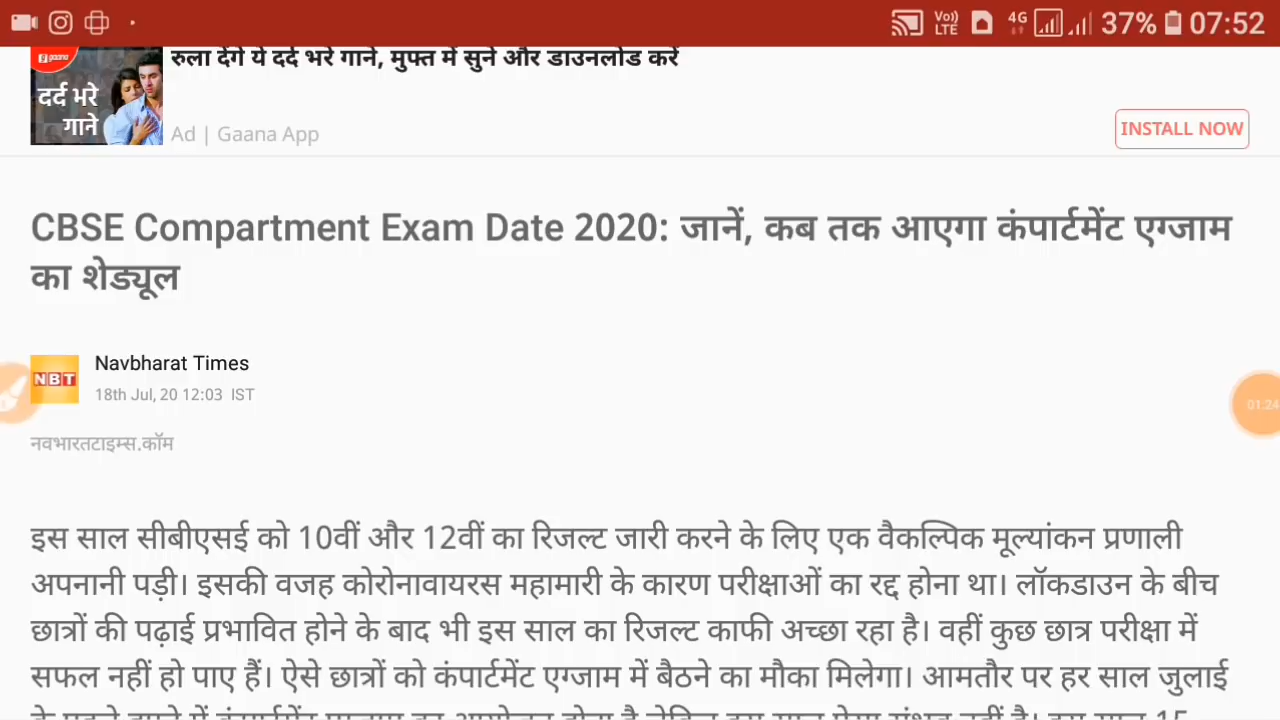 Vo)) 4G 37% 07:52
LTE
gaana रुला देंगे ये दर्द भरे गाने, मुफ्त में सुनें और डाउनलोड करें
दर्द भरे
गाने
Ad | Gaana App
INSTALL NOW
CBSE Compartment Exam Date 2020: जानें, कब तक आएगा कंपार्टमेंट एग्जाम
का शेड्यूल
NBT
Navbharat Times
18th Jul, 20 12:03 IST
01:24
नवभारतटाइम्स.कॉम
इस साल सीबीएसई को 10वीं और 12वीं का रिजल्ट जारी करने के लिए एक वैकल्पिक मूल्यांकन प्रणाली
अपनानी पड़ी। इसकी वजह कोरोनावायरस महामारी के कारण परीक्षाओं का रद्द होना था। लॉकडाउन के बीच
छात्रों की पढ़ाई प्रभावित होने के बाद भी इस साल का रिजल्ट काफी अच्छा रहा है। वहीं कुछ छात्र परीक्षा में
सफल नहीं हो पाए हैं। ऐसे छात्रों को कंपार्टमेंट एग्जाम में बैठने का मौका मिलेगा। आमतौर पर हर साल जुलाई